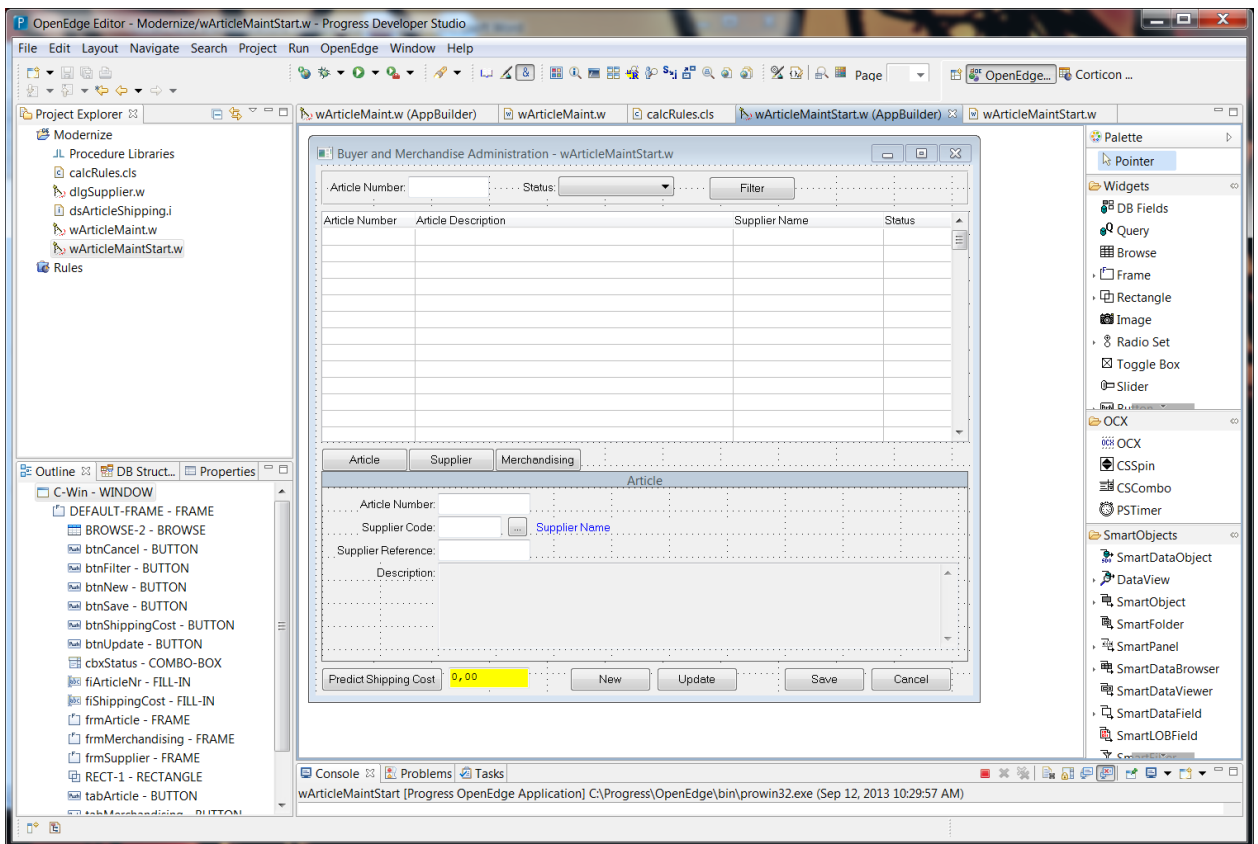 OpenEdge Editor - Modernize/wArticleMaintStart.w - Progress Developer Studio
File Edit Layout Navigate Search Project Run OpenEdge Window Help
Page
OpenEdge... Corticon ...
Project Explorer
Modernize
Procedure Libraries
calcRules.cls
dlgSupplier.w
dsArticleShipping.i
wArticleMaint.w
wArticleMaintStart.w
Rules
Outline DB Struct... Properties
C-Win - WINDOW
DEFAULT-FRAME - FRAME
BROWSE-2 - BROWSE
btnCancel - BUTTON
btnFilter - BUTTON
btnNew - BUTTON
btnSave - BUTTON
btnShippingCost - BUTTON
btnUpdate - BUTTON
cbxStatus - COMBO-BOX
fiArticleNr - FILL-IN
fiShippingCost - FILL-IN
frmArticle - FRAME
frmMerchandising - FRAME
frmSupplier - FRAME
RECT-1 - RECTANGLE
tabArticle - BUTTON
wArticleMaint.w (AppBuilder) wArticleMaint.w calcRules.cls wArticleMaintStart.w (AppBuilder) wArticleMaintStart.w
Buyer and Merchandise Administration - wArticleMaintStart.w
Article Number: Status: Filter
Article Number Article Description Supplier Name Status
Article Supplier Merchandising
Article
Article Number:
Supplier Code: ... Supplier Name
Supplier Reference:
Description:
Predict Shipping Cost 0,00 New Update Save Cancel
Palette
Pointer
Widgets
DB Fields
Query
Browse
Frame
Rectangle
Image
Radio Set
Toggle Box
Slider
OCX
OCX
CSSpin
CSCombo
PSTimer
SmartObjects
SmartDataObject
DataView
SmartObject
SmartFolder
SmartPanel
SmartDataBrowser
SmartDataViewer
SmartDataField
SmartLOBField
Console Problems Tasks
wArticleMaintStart [Progress OpenEdge Application] C:\Progress\OpenEdge\bin\prowin32.exe (Sep 12, 2013 10:29:57 AM)